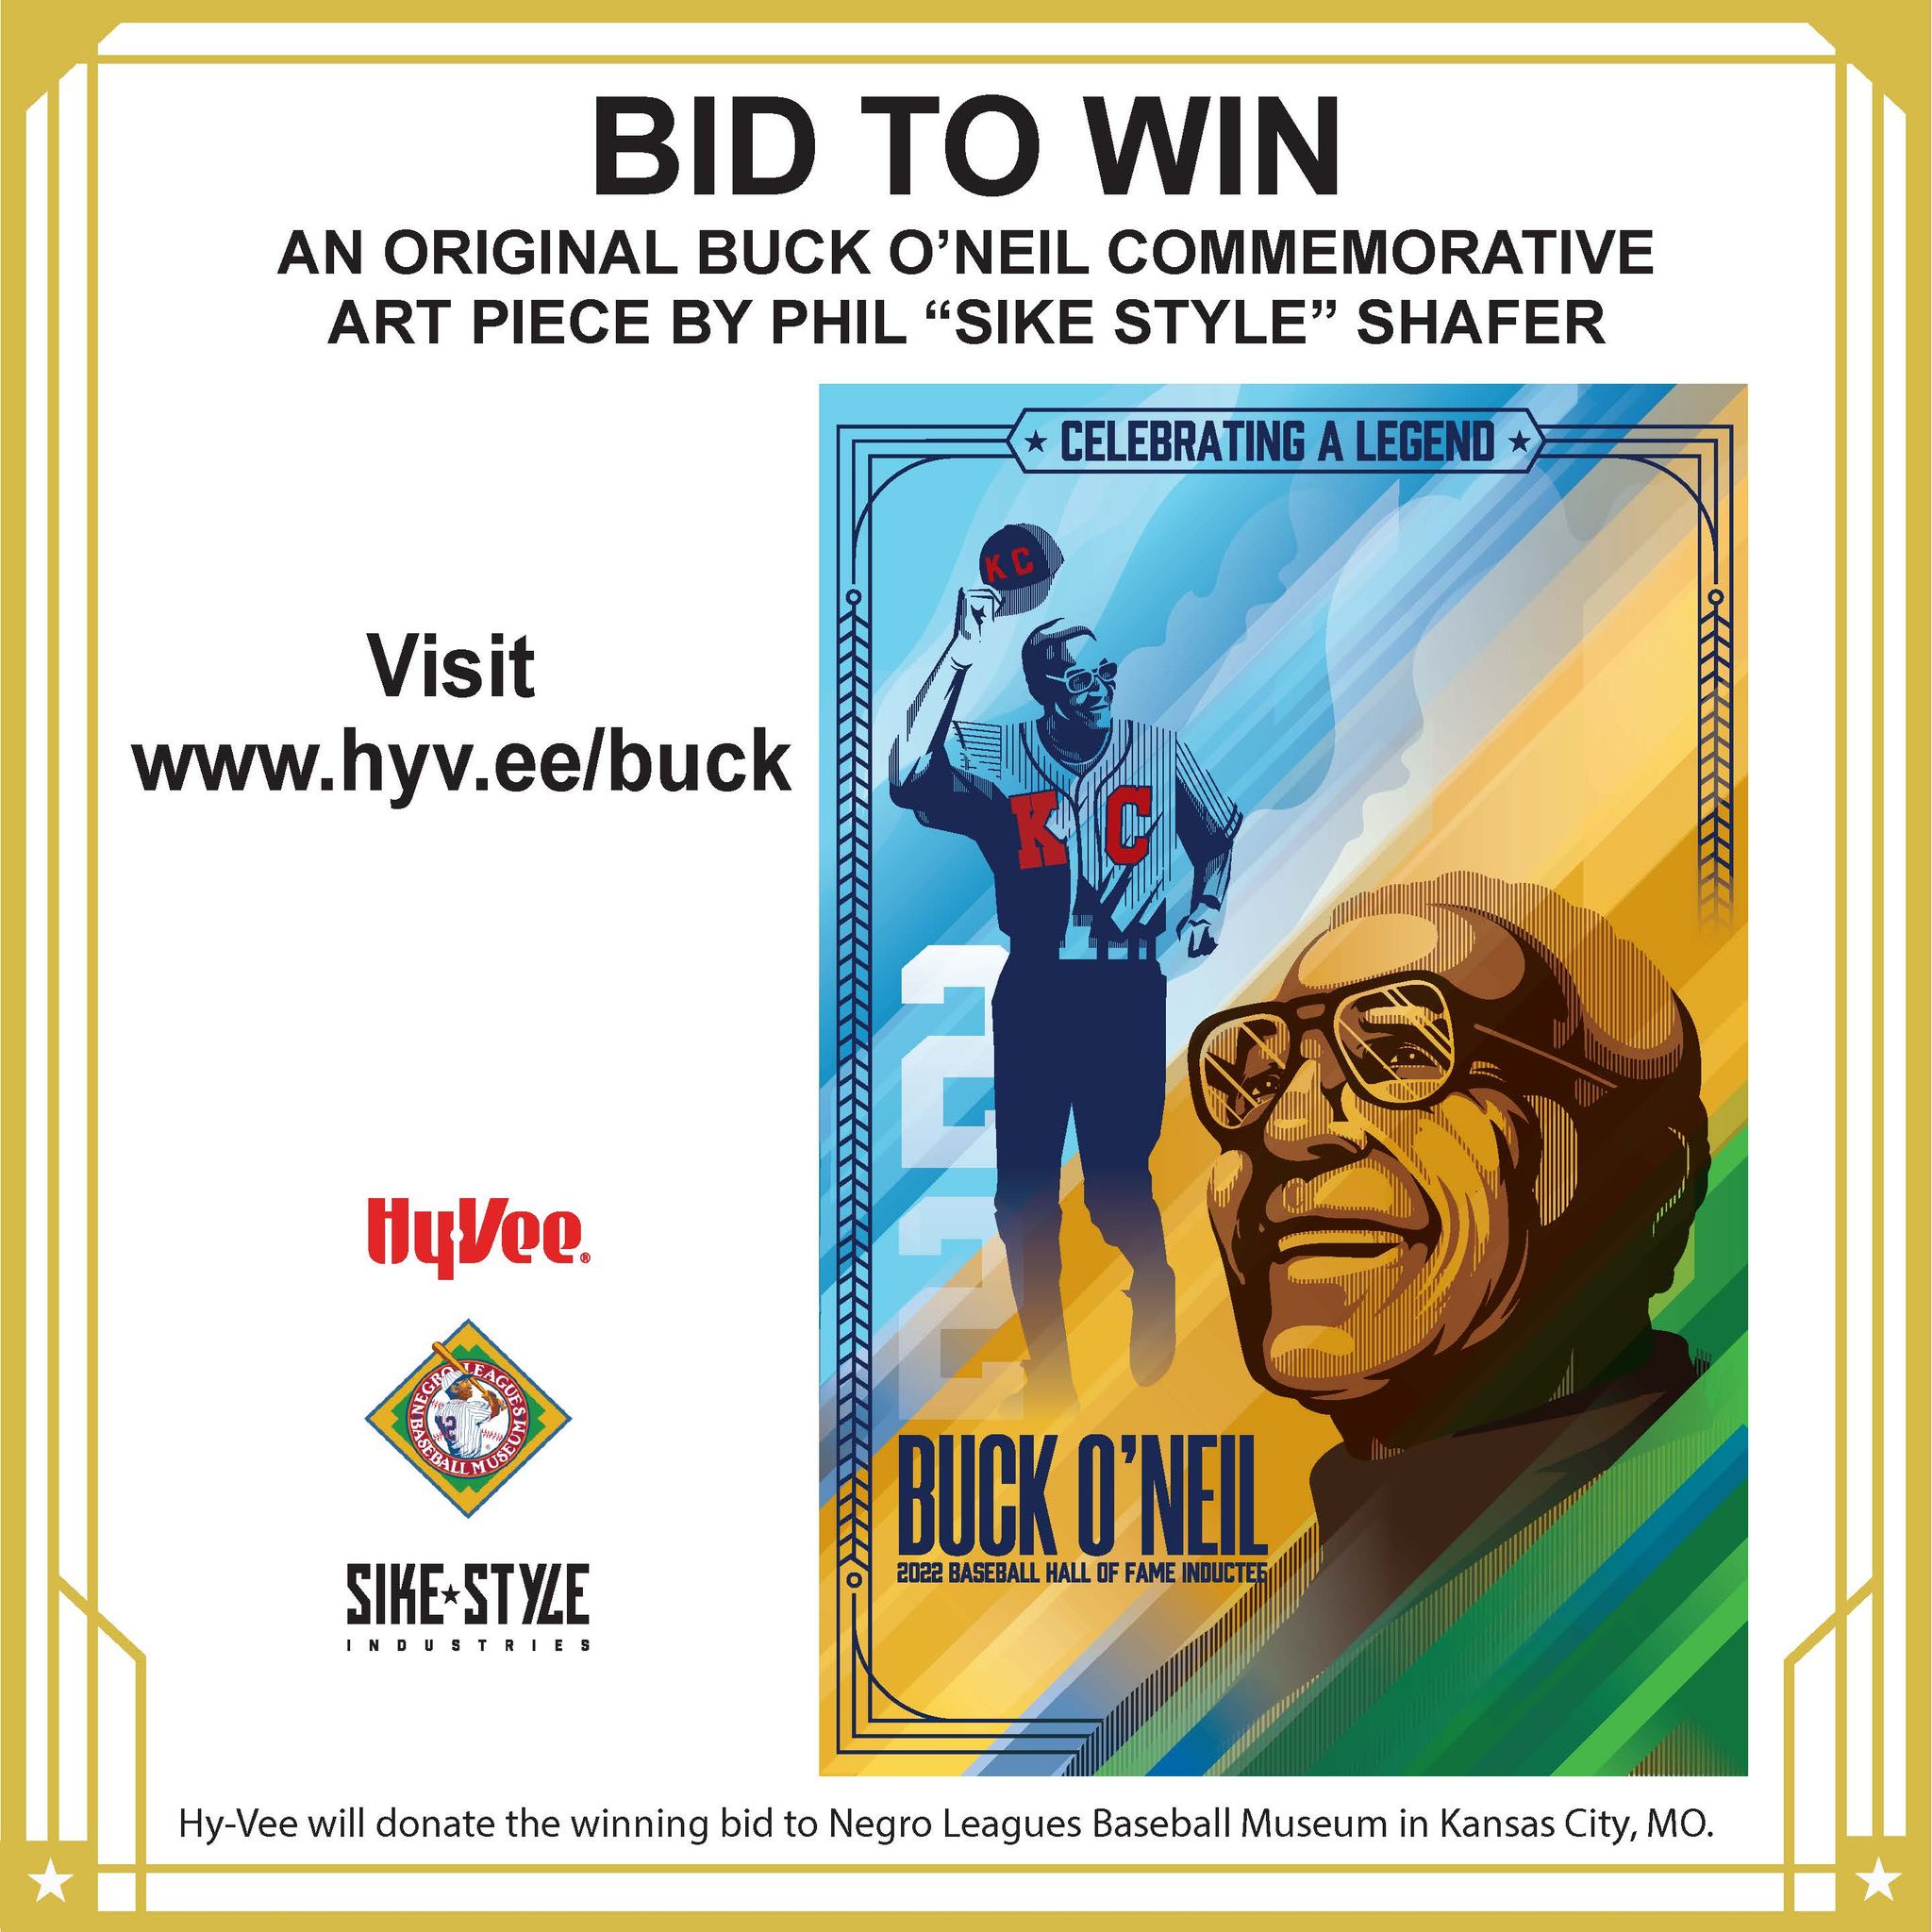 BID TO WIN
AN ORIGINAL BUCK O’NEIL COMMEMORATIVE
ART PIECE BY PHIL “SIKE STYLE” SHAFER
Visit
www.hyv.ee/buck
★ CELEBRATING A LEGEND ★
K C
K C
2022
BUCK O'NEIL
2022 BASEBALL HALL OF FAME INDUCTEE
HyVee®
NEGRO LEAGUES BASEBALL MUSEUM
2
SIKE★STYLE
INDUSTRIES
Hy-Vee will donate the winning bid to Negro Leagues Baseball Museum in Kansas City, MO.